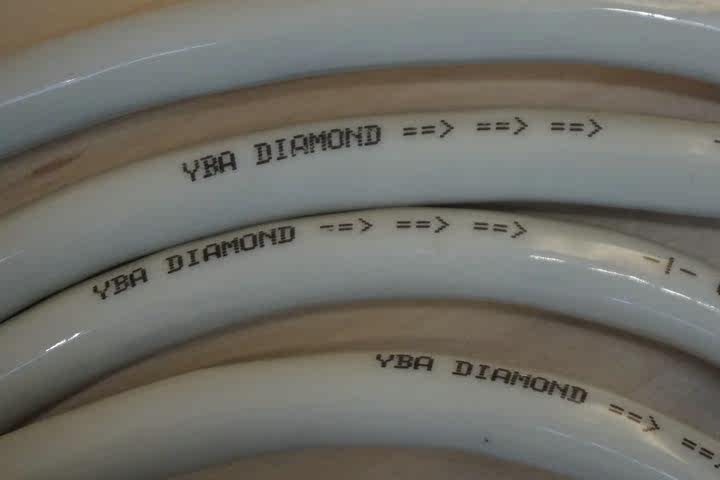 YBA DIAMOND ==> ==> ==>
YBA DIAMOND -=> ==> ==> -|-
YBA DIAMOND ==> ==>